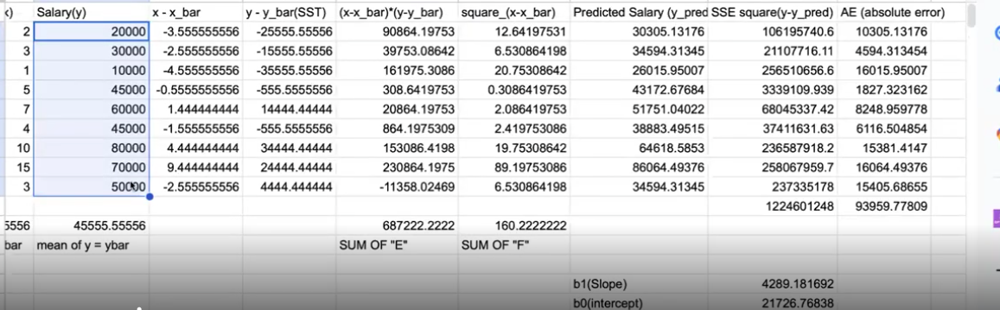 x) Salary(y) x - x_bar y - y_bar(SST) (x-x_bar)*(y-y_bar) square_(x-x_bar) Predicted Salary (y_pred SSE square(y-y_pred) AE (absolute error)
2 20000 -3.555555556 -25555.55556 90864.19753 12.64197531 30305.13176 106195740.6 10305.13176
3 30000 -2.555555556 -15555.55556 39753.08642 6.530864198 34594.31345 21107716.11 4594.313454
1 10000 -4.555555556 -35555.55556 161975.3086 20.75308642 26015.95007 256510656.6 16015.95007
5 45000 -0.5555555556 -555.5555556 308.6419753 0.3086419753 43172.67684 3339109.939 1827.323162
7 60000 1.444444444 14444.44444 20864.19753 2.086419753 51751.04022 68045337.42 8248.959778
4 45000 -1.555555556 -555.5555556 864.1975309 2.419753086 38883.49515 37411631.63 6116.504854
10 80000 4.444444444 34444.44444 153086.4198 19.75308642 64618.5853 236587918.2 15381.4147
15 70000 9.444444444 24444.44444 230864.1975 89.19753086 86064.49376 258067959.7 16064.49376
3 50000 -2.555555556 4444.444444 -11358.02469 6.530864198 34594.31345 237335178 15405.68655
1224601248 93959.77809
5556 45555.55556 687222.2222 160.2222222
bar mean of y = ybar SUM OF "E" SUM OF "F"
b1(Slope) 4289.181692
b0(intercept) 21726.76838